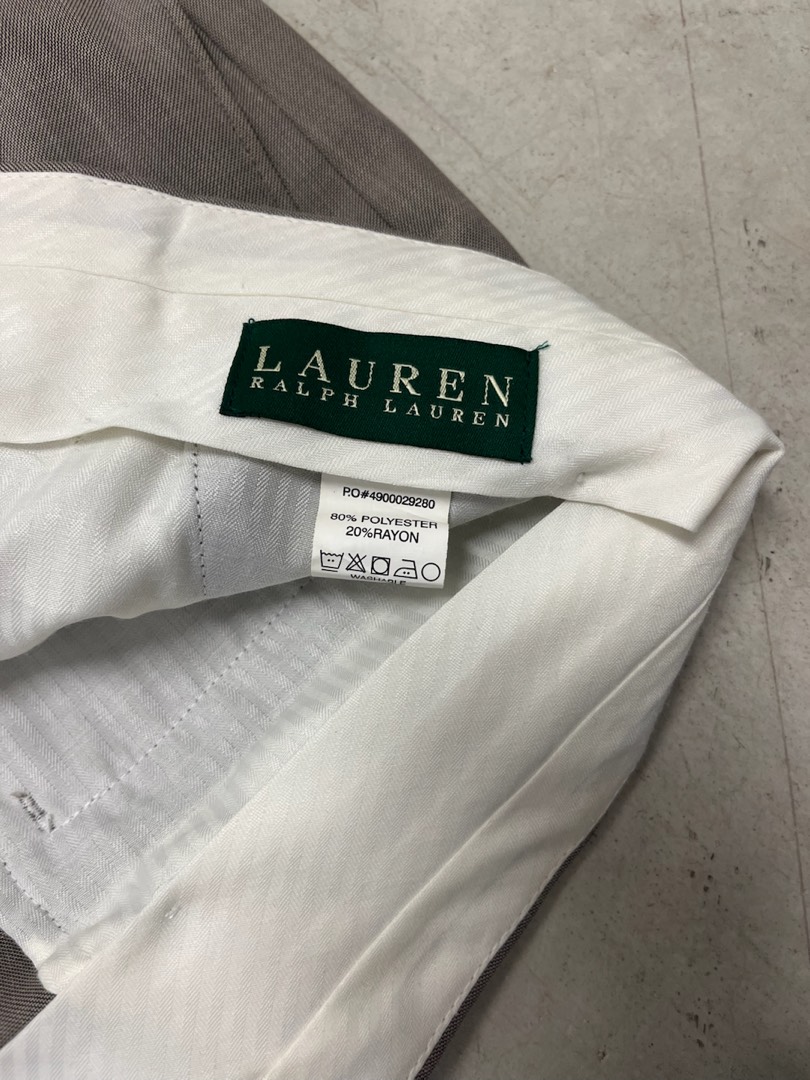 LAUREN
RALPH LAUREN
P.O#4900029280
80% POLYESTER
20%RAYON
WASHABLE